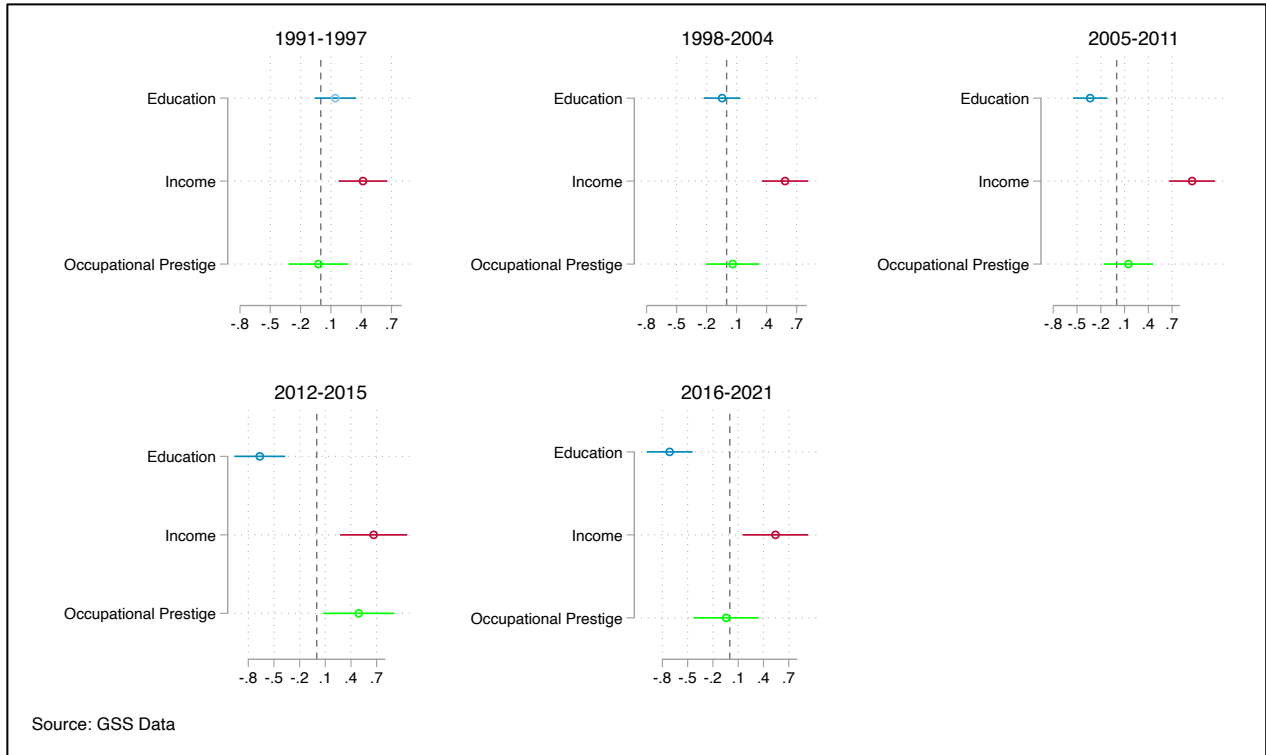 1991-1997
Education
Income
Occupational Prestige
-.8 -.5 -.2 .1 .4 .7
1998-2004
Education
Income
Occupational Prestige
-.8 -.5 -.2 .1 .4 .7
2005-2011
Education
Income
Occupational Prestige
-.8 -.5 -.2 .1 .4 .7
2012-2015
Education
Income
Occupational Prestige
-.8 -.5 -.2 .1 .4 .7
2016-2021
Education
Income
Occupational Prestige
-.8 -.5 -.2 .1 .4 .7
Source: GSS Data